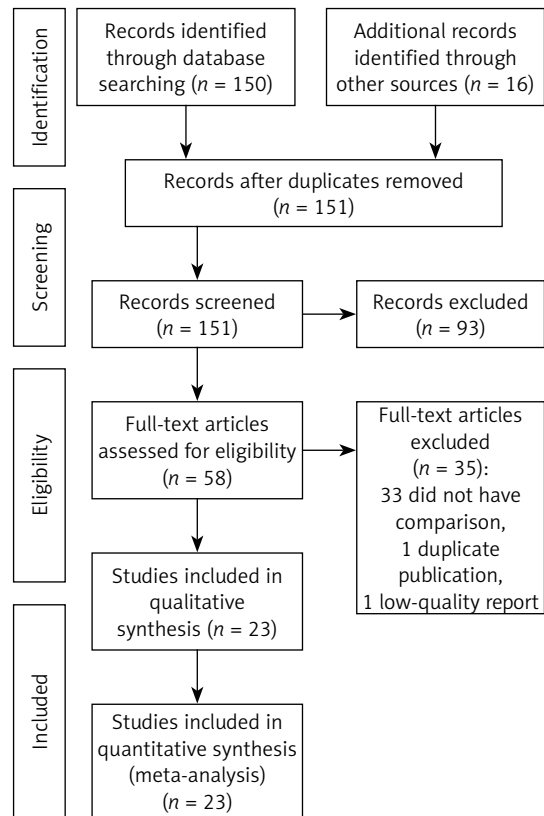 Identification
Records identified
through database
searching (n = 150)
Additional records
identified through
other sources (n = 16)
Records after duplicates removed
(n = 151)
Screening
Records screened
(n = 151)
Records excluded
(n = 93)
Eligibility
Full-text articles
assessed for eligibility
(n = 58)
Full-text articles
excluded
(n = 35):
33 did not have
comparison,
1 duplicate
publication,
1 low-quality report
Studies included in
qualitative
synthesis (n = 23)
Included
Studies included in
quantitative synthesis
(meta-analysis)
(n = 23)